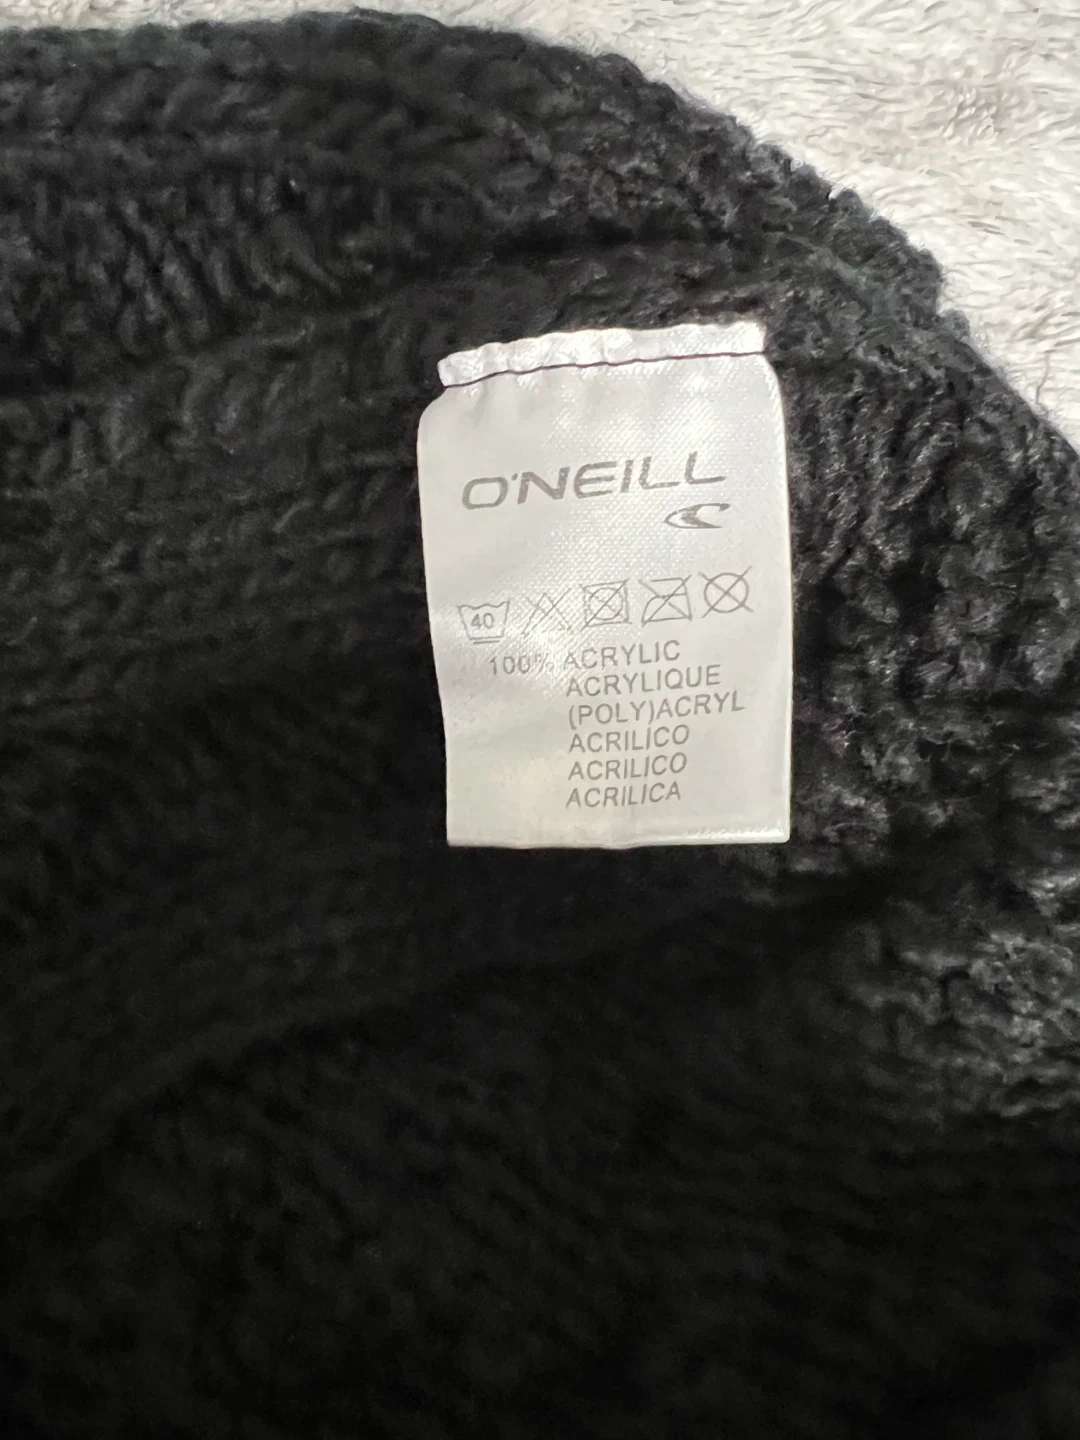 O'NEILL
40
100% ACRYLIC
ACRYLIQUE
(POLY)ACRYL
ACRILICO
ACRILICO
ACRILICA